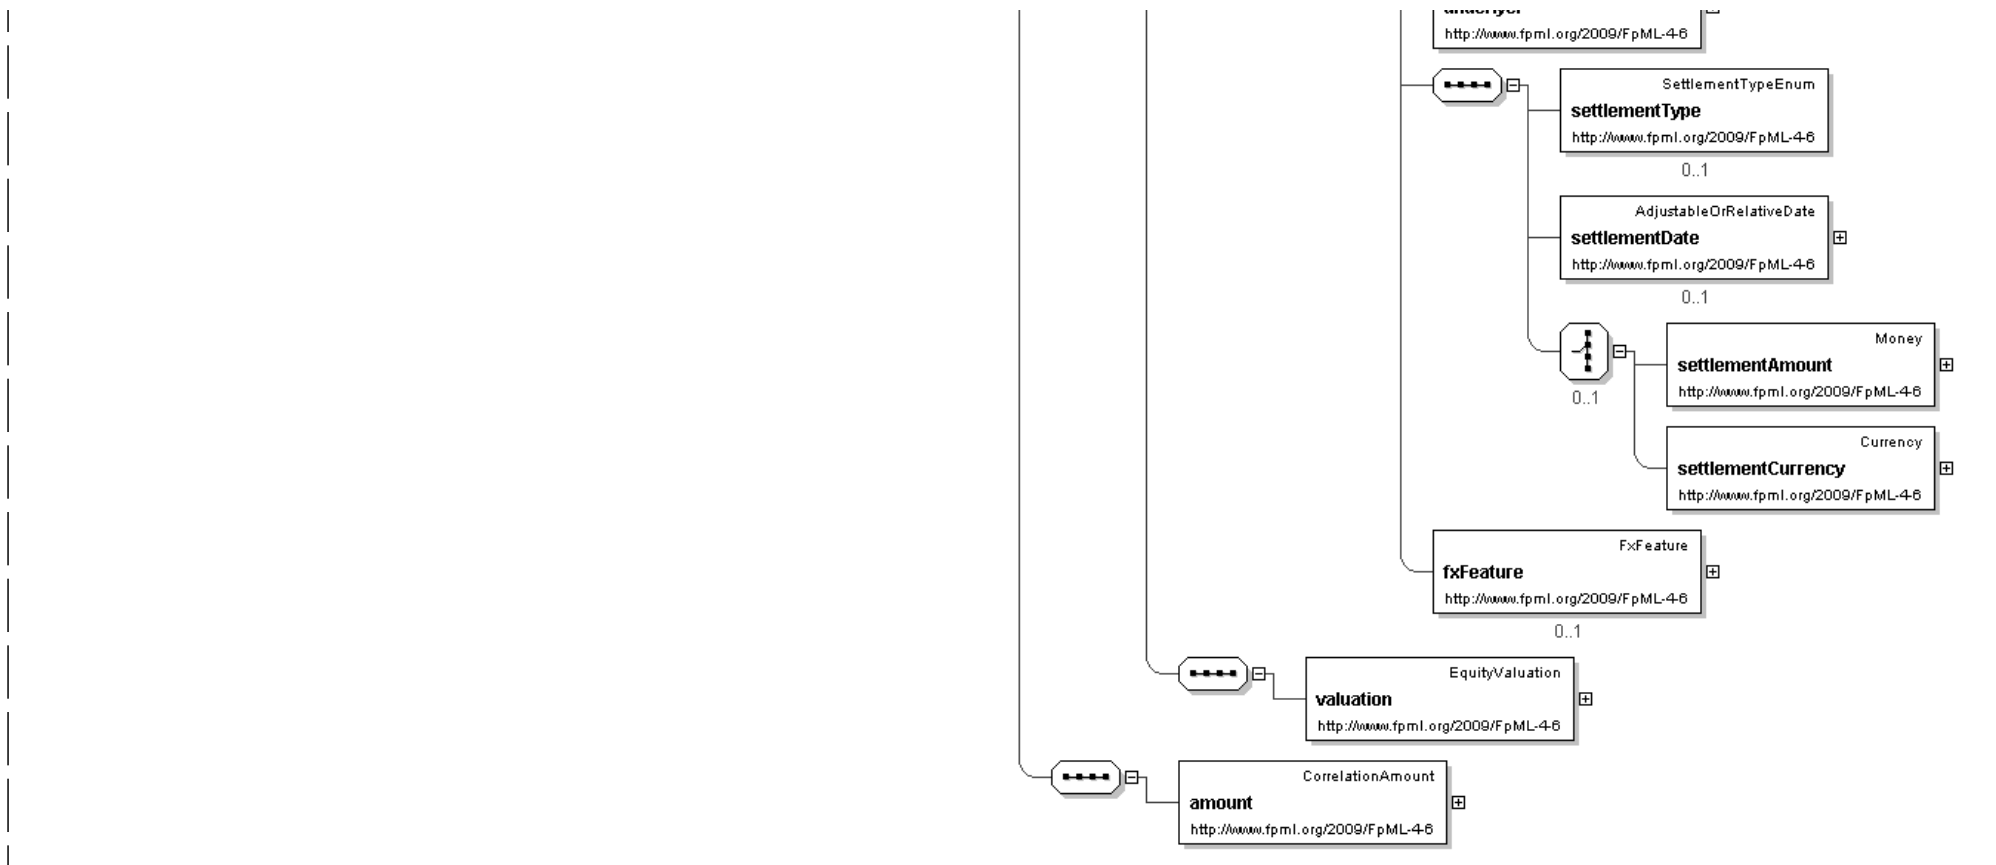 underlyer
http://www.fpml.org/2009/FpML-4-6
SettlementTypeEnum
settlementType
http://www.fpml.org/2009/FpML-4-6
0..1
AdjustableOrRelativeDate
settlementDate
http://www.fpml.org/2009/FpML-4-6
0..1
Money
settlementAmount
http://www.fpml.org/2009/FpML-4-6
0..1
Currency
settlementCurrency
http://www.fpml.org/2009/FpML-4-6
FxFeature
fxFeature
http://www.fpml.org/2009/FpML-4-6
0..1
EquityValuation
valuation
http://www.fpml.org/2009/FpML-4-6
CorrelationAmount
amount
http://www.fpml.org/2009/FpML-4-6